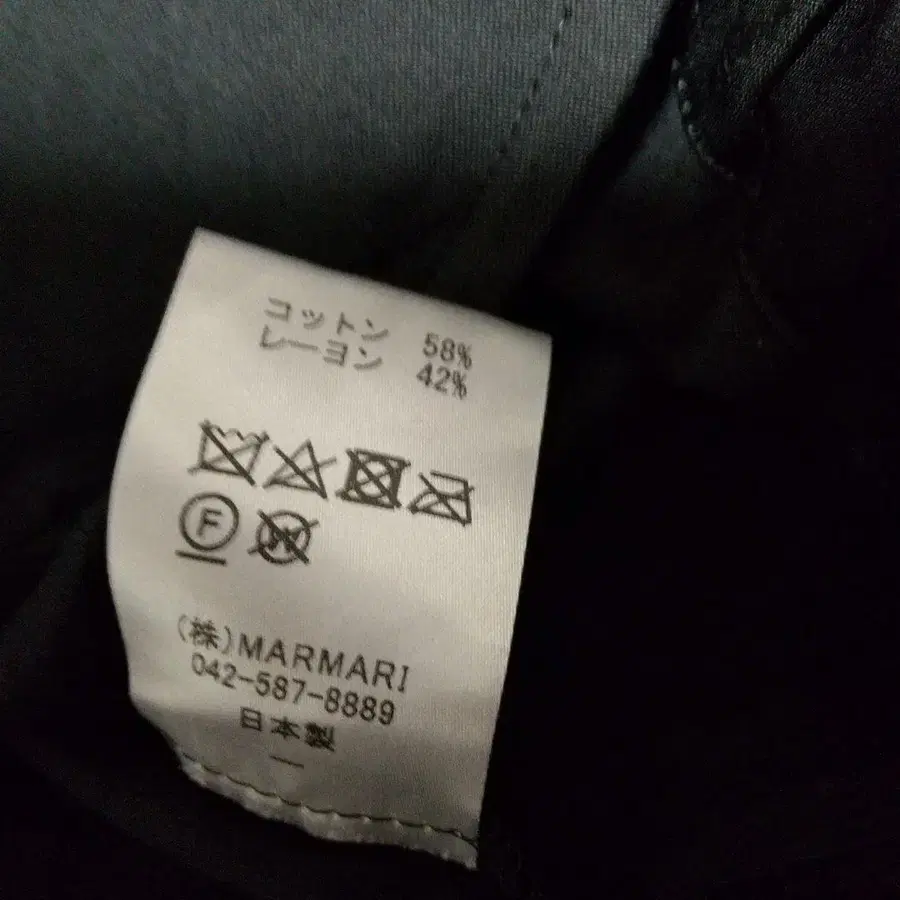 コットン 58%
レーヨン 42%
F
W
(株)MARMARI
042-587-8889
日本製